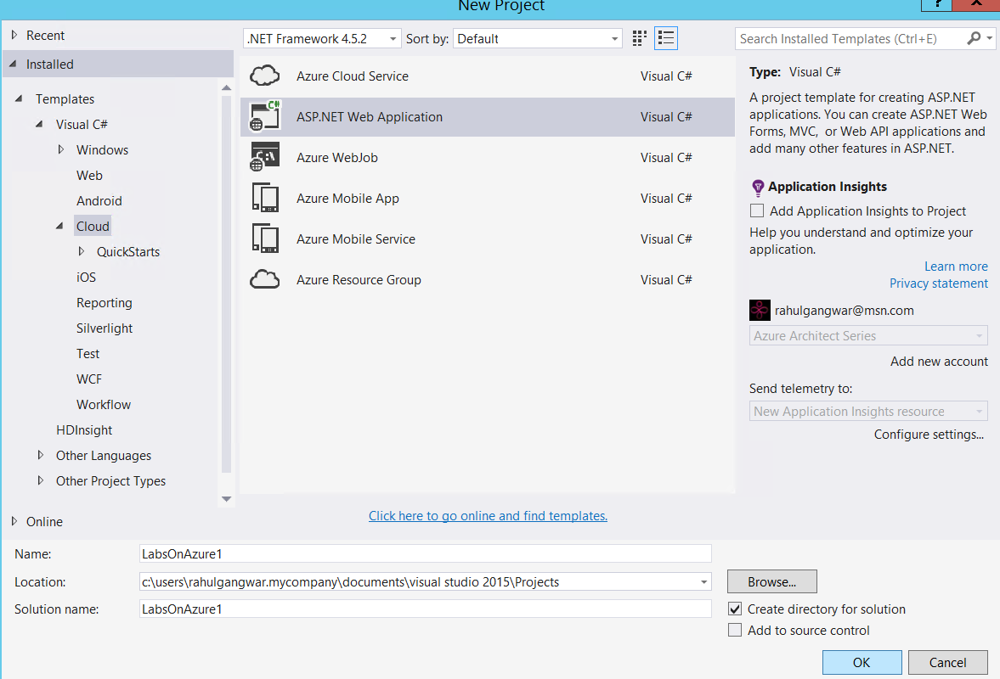 New Project
?
Recent
.NET Framework 4.5.2
Sort by:
Default
Search Installed Templates (Ctrl+E)
Installed
Templates
Visual C#
Windows
Web
Android
Cloud
QuickStarts
iOS
Reporting
Silverlight
Test
WCF
Workflow
HDInsight
Other Languages
Other Project Types
Online
Azure Cloud Service Visual C#
C#
ASP.NET Web Application Visual C#
Azure WebJob Visual C#
Azure Mobile App Visual C#
Azure Mobile Service Visual C#
Azure Resource Group Visual C#
Click here to go online and find templates.
Type: Visual C#
A project template for creating ASP.NET
applications. You can create ASP.NET Web
Forms, MVC, or Web API applications and
add many other features in ASP.NET.
Application Insights
Add Application Insights to Project
Help you understand and optimize your
application.
Learn more
Privacy statement
rahulgangwar@msn.com
Azure Architect Series
Add new account
Send telemetry to:
New Application Insights resource
Configure settings...
Name: LabsOnAzure1
Location: c:\users\rahulgangwar.mycompany\documents\visual studio 2015\Projects
Browse...
Solution name: LabsOnAzure1
Create directory for solution
Add to source control
OK
Cancel